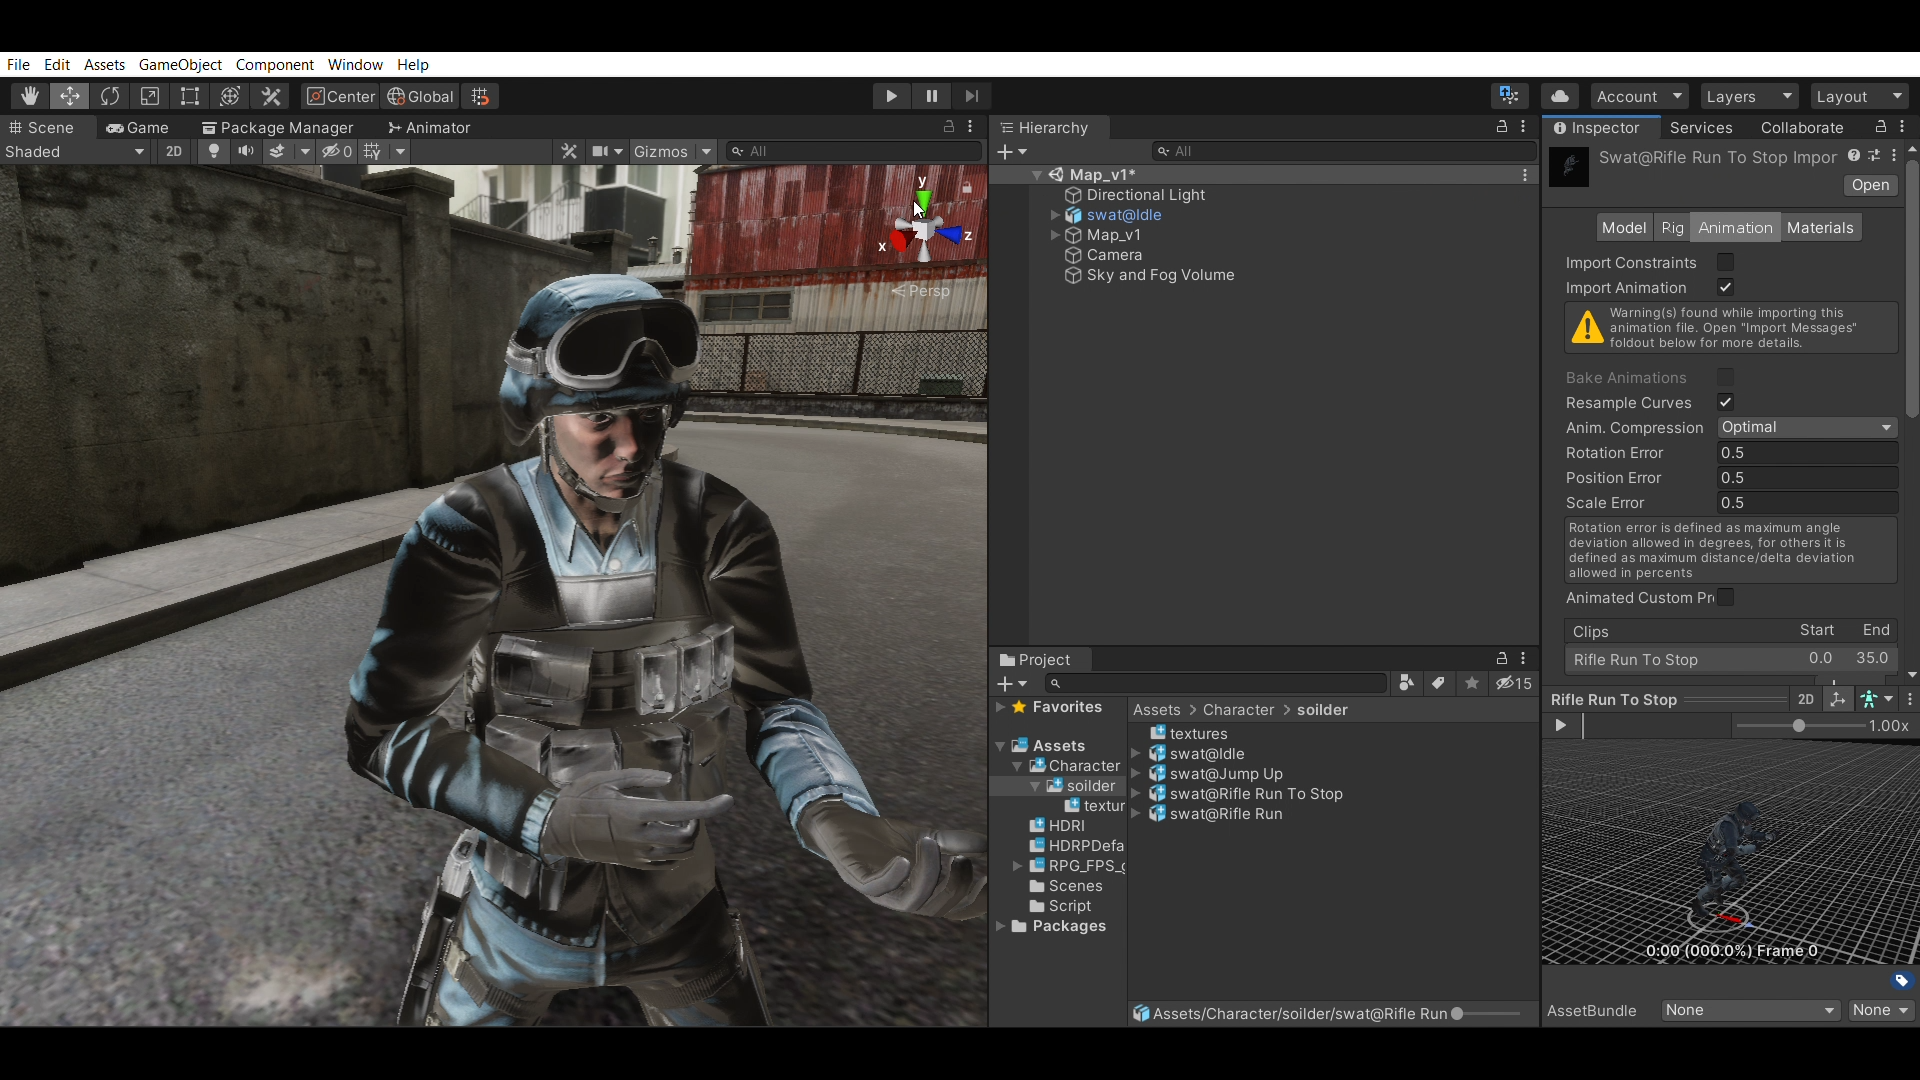 File Edit Assets GameObject Component Window Help
Center Global
Account Layers Layout
Scene Game Package Manager Animator
Shaded 2D 0 Gizmos All
y
x z
Persp
Hierarchy
All
Map_v1*
Directional Light
swat@Idle
Map_v1
Camera
Sky and Fog Volume
Project
15
Favorites
Assets
Character
soilder
textur
HDRI
HDRPDefa
RPG_FPS_g
Scenes
Script
Packages
Assets > Character > soilder
textures
swat@Idle
swat@Jump Up
swat@Rifle Run To Stop
swat@Rifle Run
Assets/Character/soilder/swat@Rifle Run
Inspector Services Collaborate
Swat@Rifle Run To Stop Impor
Open
Model Rig Animation Materials
Import Constraints
Import Animation
Warning(s) found while importing this
animation file. Open "Import Messages"
foldout below for more details.
Bake Animations
Resample Curves
Anim. Compression Optimal
Rotation Error 0.5
Position Error 0.5
Scale Error 0.5
Rotation error is defined as maximum angle
deviation allowed in degrees, for others it is
defined as maximum distance/delta deviation
allowed in percents
Animated Custom Pr
Clips Start End
Rifle Run To Stop 0.0 35.0
Rifle Run To Stop 2D
1.00x
0:00 (000.0%) Frame 0
AssetBundle None None